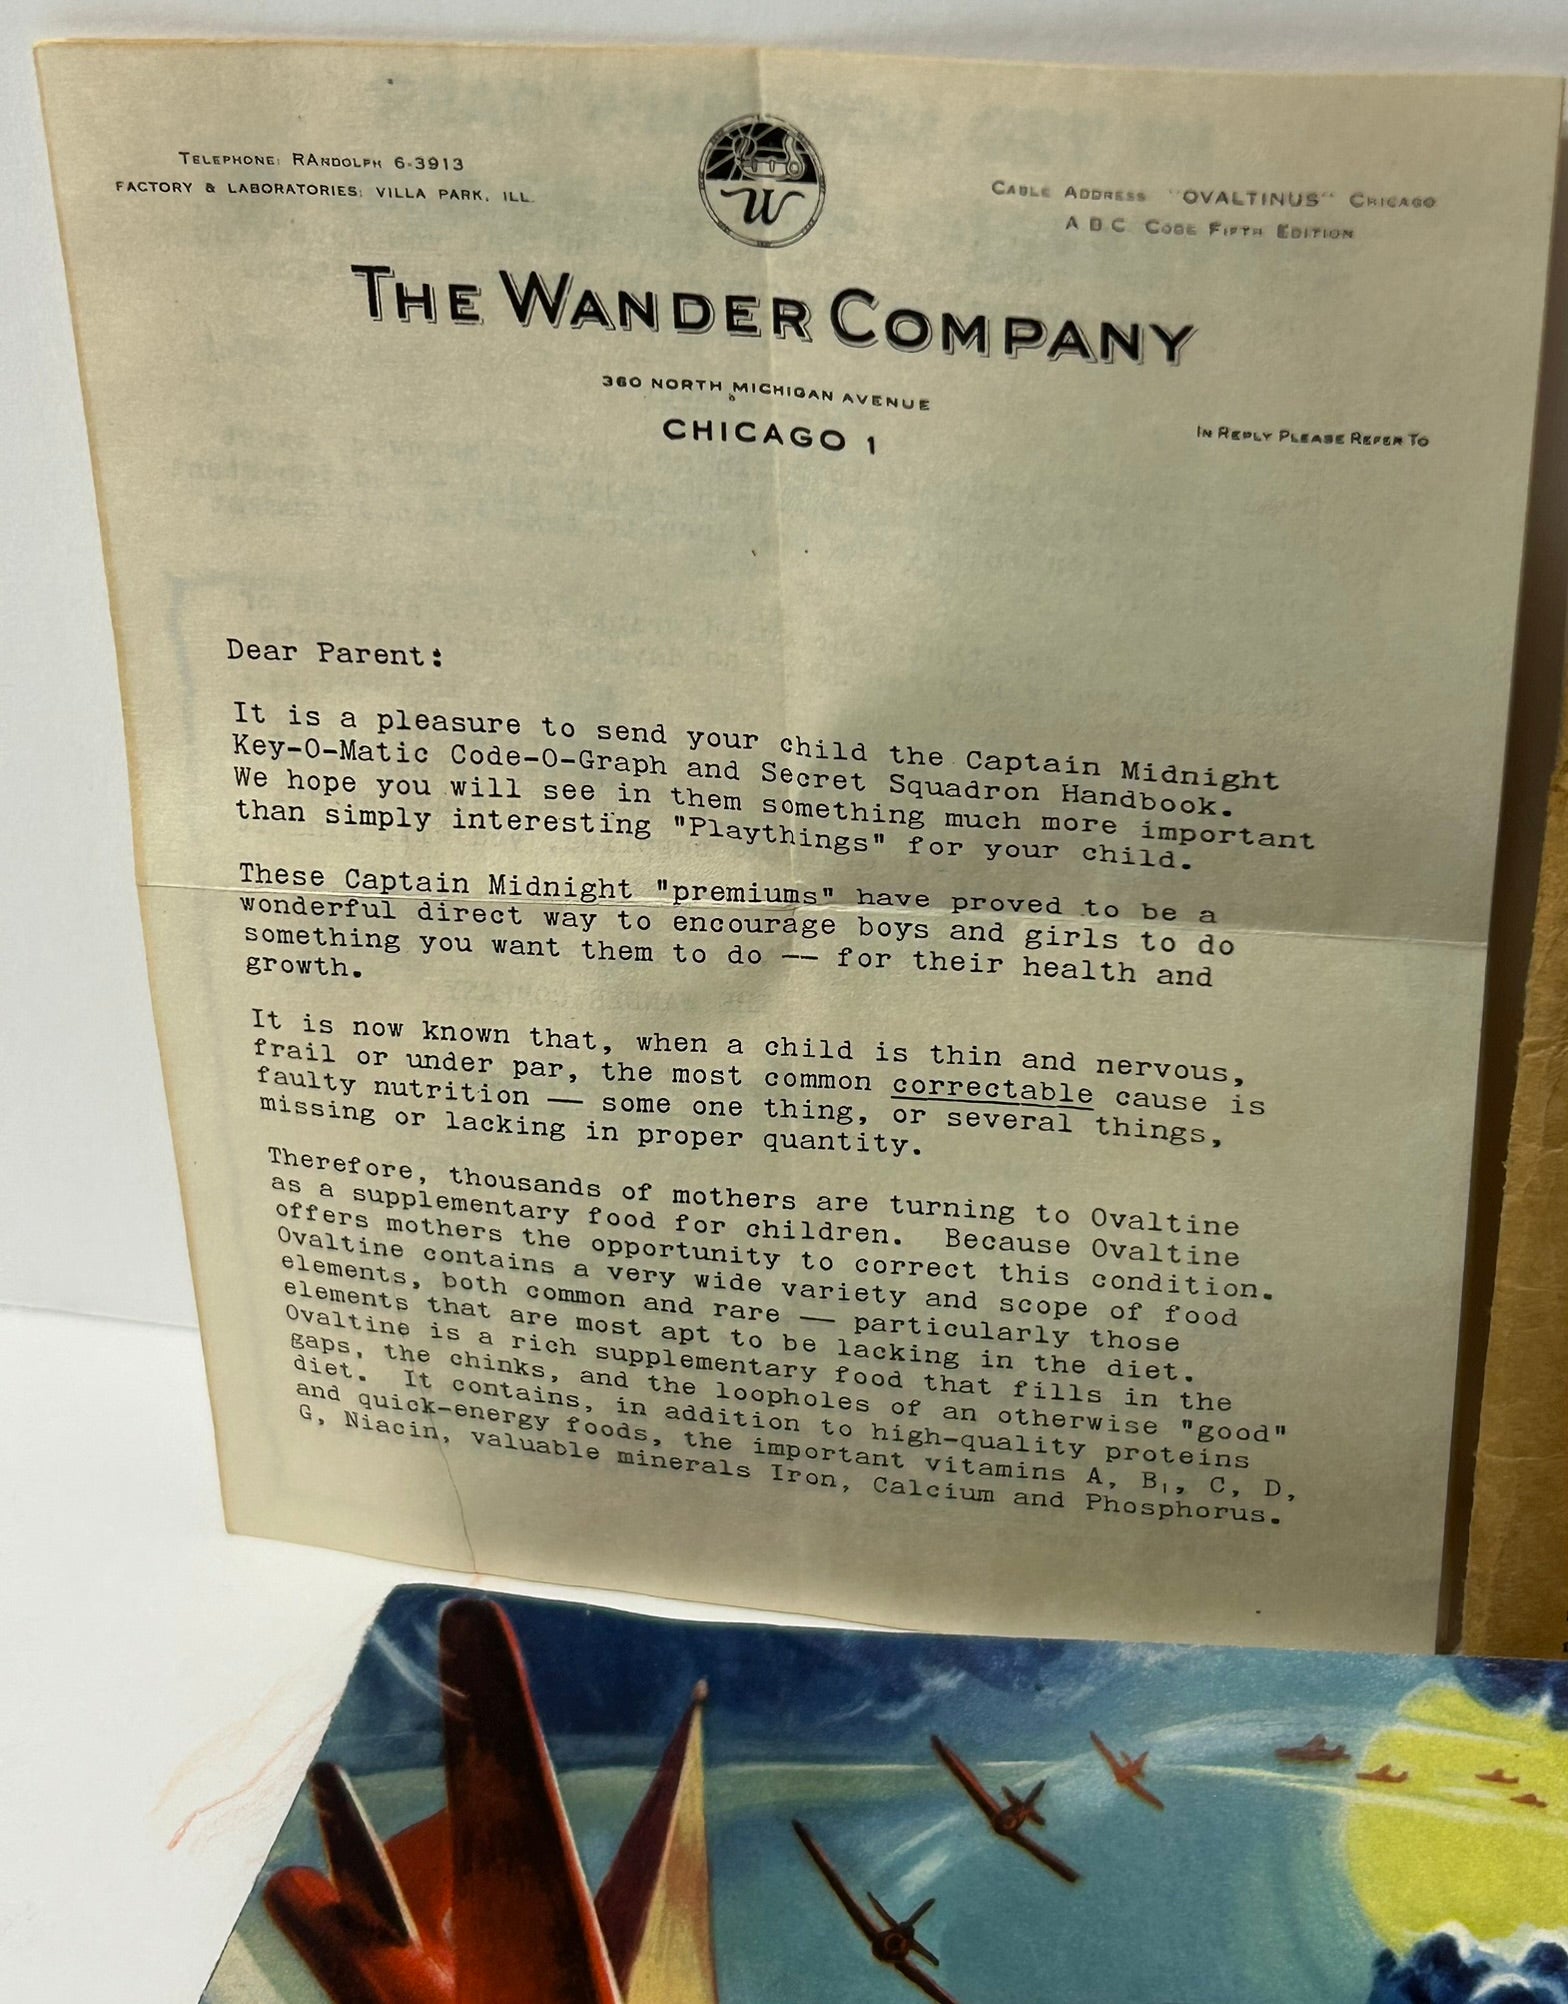 TELEPHONE: RANDOLPH 6-3913
FACTORY & LABORATORIES: VILLA PARK, ILL.
W
CABLE ADDRESS "OVALTINUS" CHICAGO
A B C CODE FIFTH EDITION
THE WANDER COMPANY
360 NORTH MICHIGAN AVENUE
CHICAGO 1
IN REPLY PLEASE REFER TO
Dear Parent:
It is a pleasure to send your child the Captain Midnight
Key-O-Matic Code-O-Graph and Secret Squadron Handbook.
We hope you will see in them something much more important
than simply interesting "Playthings" for your child.
These Captain Midnight "premiums" have proved to be a
wonderful direct way to encourage boys and girls to do
something you want them to do -- for their health and
growth.
It is now known that, when a child is thin and nervous,
frail or under par, the most common correctable cause is
faulty nutrition -- some one thing, or several things,
missing or lacking in proper quantity.
Therefore, thousands of mothers are turning to Ovaltine
as a supplementary food for children. Because Ovaltine
offers mothers the opportunity to correct this condition.
Ovaltine contains a very wide variety and scope of food
elements, both common and rare -- particularly those
elements that are most apt to be lacking in the diet.
Ovaltine is a rich supplementary food that fills in the
gaps, the chinks, and the loopholes of an otherwise "good"
diet. It contains, in addition to high-quality proteins
and quick-energy foods, the important vitamins A, B₁, C, D,
G, Niacin, valuable minerals Iron, Calcium and Phosphorus.